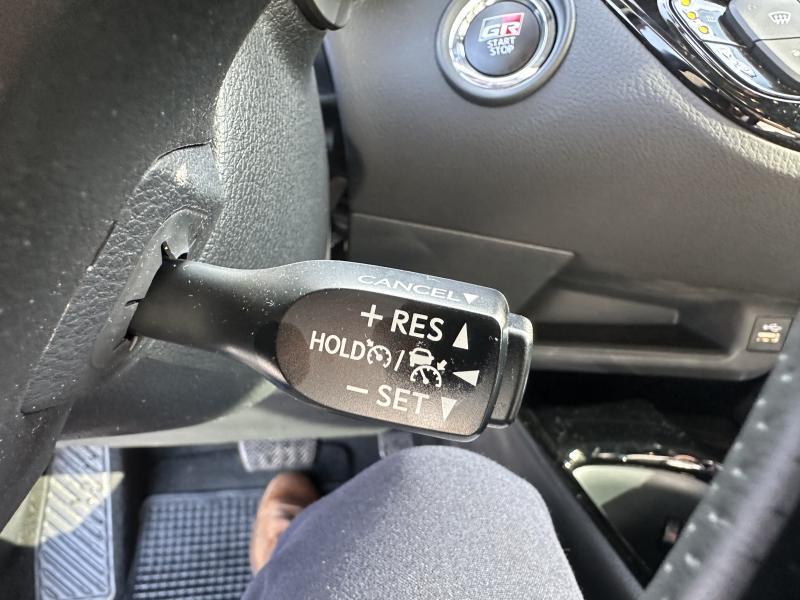 GR
START
STOP
CANCEL▼
+ RES ▲
HOLD / ◀
− SET ▼